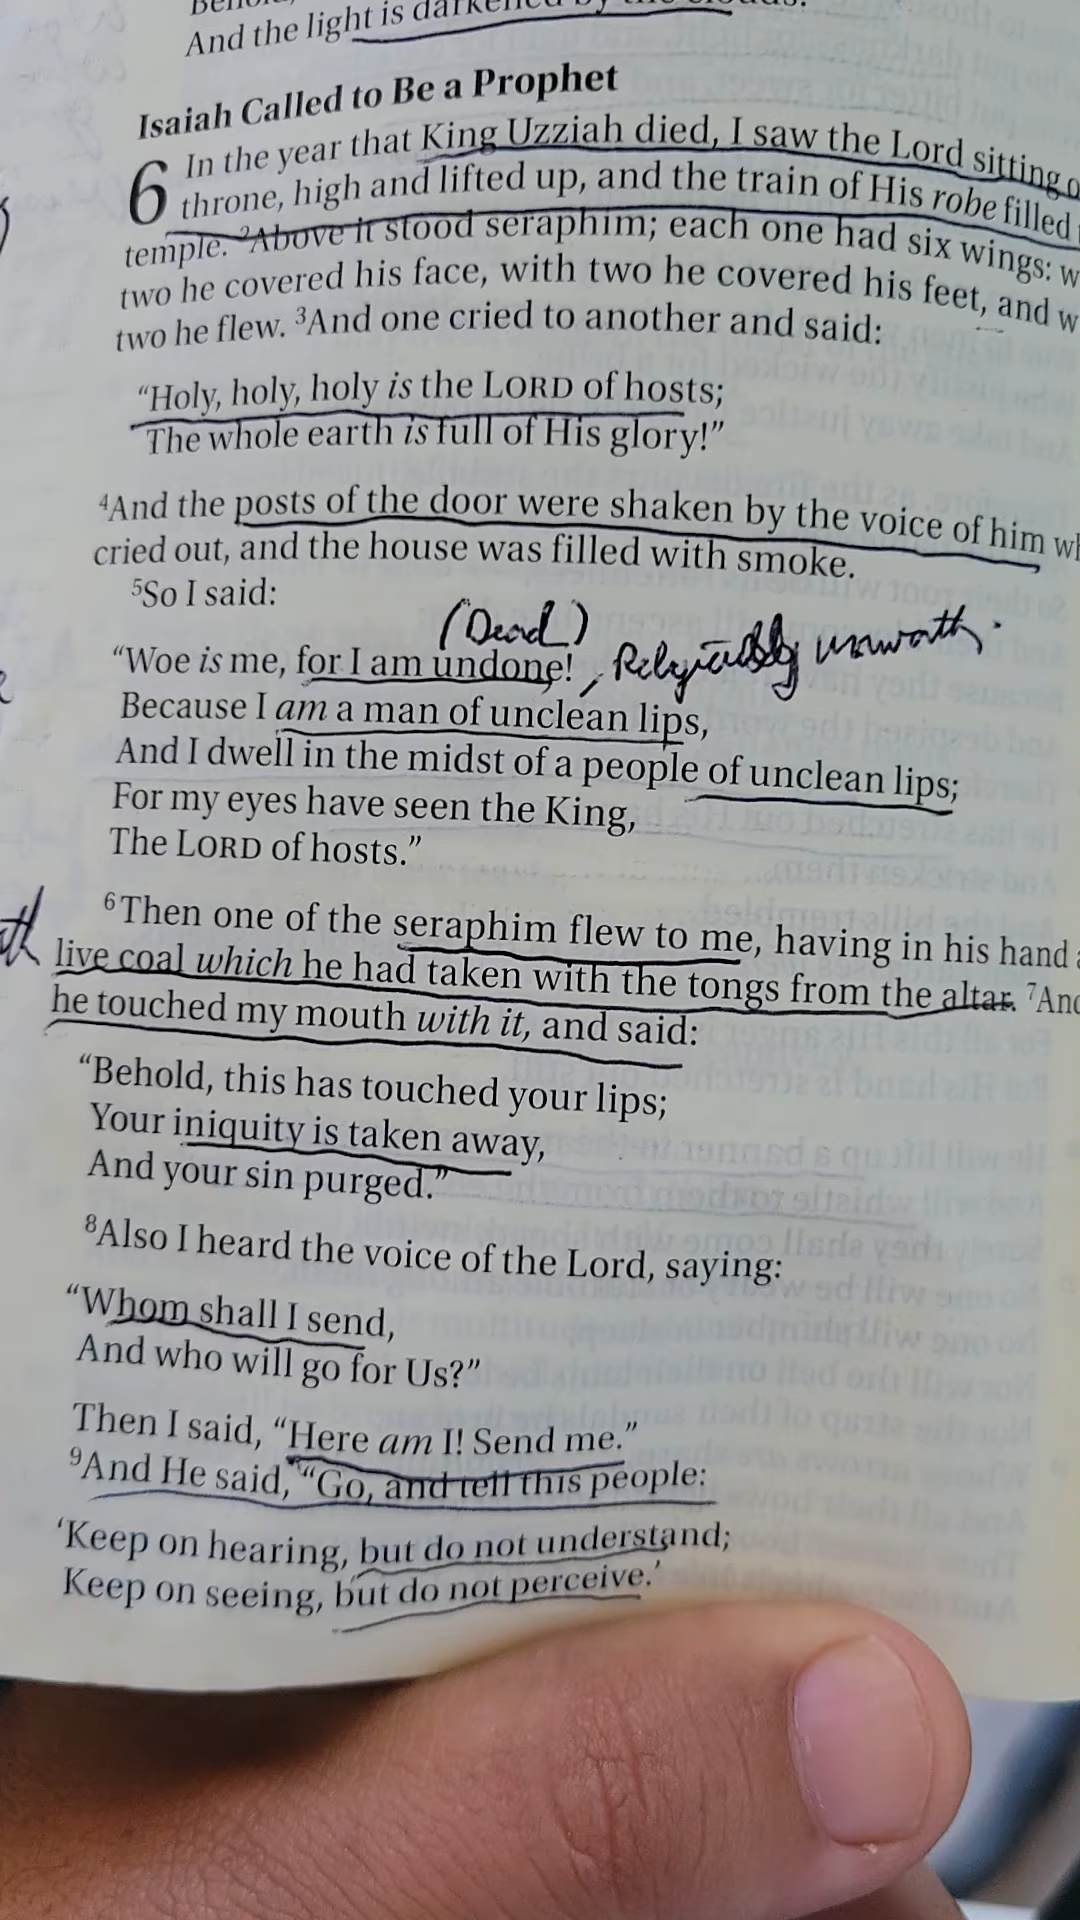 And the light is darkened by the clouds.
Isaiah Called to Be a Prophet
6 In the year that King Uzziah died, I saw the Lord sitting
throne, high and lifted up, and the train of His robe filled
temple. 2Above it stood seraphim; each one had six wings:
two he covered his face, with two he covered his feet, and
two he flew. 3And one cried to another and said:
“Holy, holy, holy is the LORD of hosts;
The whole earth is full of His glory!”
4And the posts of the door were shaken by the voice of him
cried out, and the house was filled with smoke.
5So I said:
(Dead)
“Woe is me, for I am undone!
Because I am a man of unclean lips,
And I dwell in the midst of a people of unclean lips;
For my eyes have seen the King,
The LORD of hosts.”
6Then one of the seraphim flew to me, having in his hand
live coal which he had taken with the tongs from the altar. 7And
he touched my mouth with it, and said:
“Behold, this has touched your lips;
Your iniquity is taken away,
And your sin purged.”
8Also I heard the voice of the Lord, saying:
“Whom shall I send,
And who will go for Us?”
Then I said, “Here am I! Send me.”
9And He said, “Go, and tell this people:
‘Keep on hearing, but do not understand;
Keep on seeing, but do not perceive.’